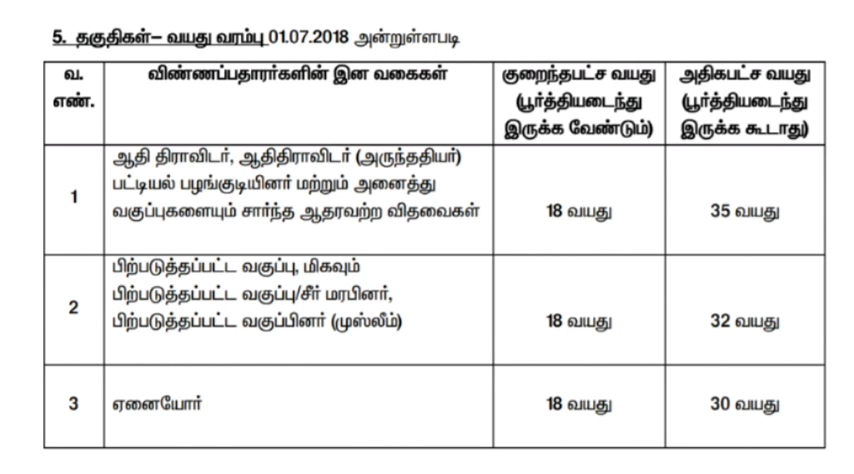 5. தகுதிகள்– வயது வரம்பு 01.07.2018 அன்றுள்ளபடி
வ.
எண்.
விண்ணப்பதாரர்களின் இன வகைகள்
குறைந்தபட்ச வயது
(பூர்த்தியடைந்து
இருக்க வேண்டும்)
அதிகபட்ச வயது
(பூர்த்தியடைந்து
இருக்க கூடாது)
1
ஆதி திராவிடர், ஆதிதிராவிடர் (அருந்ததியர்)
பட்டியல் பழங்குடியினர் மற்றும் அனைத்து
வகுப்புகளையும் சார்ந்த ஆதரவற்ற விதவைகள்
18 வயது
35 வயது
2
பிற்படுத்தப்பட்ட வகுப்பு, மிகவும்
பிற்படுத்தப்பட்ட வகுப்பு/சீர் மரபினர்,
பிற்படுத்தப்பட்ட வகுப்பினர் (முஸ்லீம்)
18 வயது
32 வயது
3
ஏனையோர்
18 வயது
30 வயது